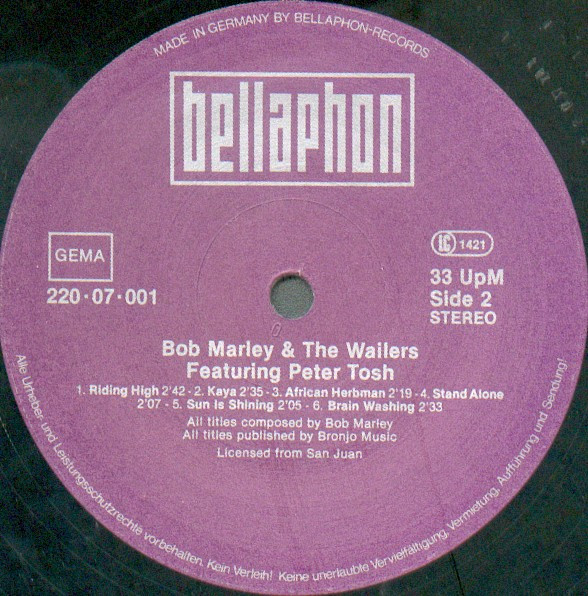 MADE IN GERMANY BY BELLAPHON-RECORDS
bellaphon
GEMA
LC 1421
220·07·001
33 UpM
Side 2
STEREO
Bob Marley & The Wailers
Featuring Peter Tosh
1. Riding High 2'42 - 2. Kaya 2'35 - 3. African Herbman 2'19 - 4. Stand Alone
2'07 - 5. Sun Is Shining 2'05 - 6. Brain Washing 2'33
All titles composed by Bob Marley
All titles published by Bronjo Music
Licensed from San Juan
Alle Urheber- und Leistungsschutzrechte vorbehalten. Kein Verleih! Keine unerlaubte Vervielfältigung, Vermietung, Aufführung und Sendung!